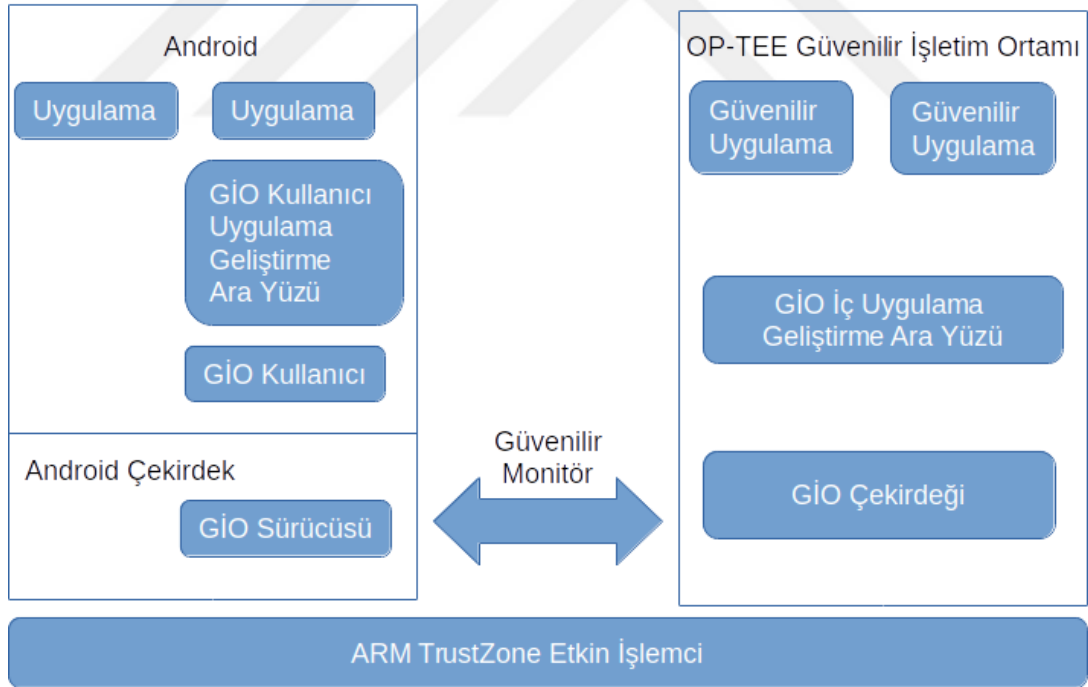 Android
Uygulama
Uygulama
GİO Kullanıcı
Uygulama
Geliştirme
Ara Yüzü
GİO Kullanıcı
Android Çekirdek
GİO Sürücüsü
Güvenilir
Monitör
OP-TEE Güvenilir İşletim Ortamı
Güvenilir
Uygulama
Güvenilir
Uygulama
GİO İç Uygulama
Geliştirme Ara Yüzü
GİO Çekirdeği
ARM TrustZone Etkin İşlemci